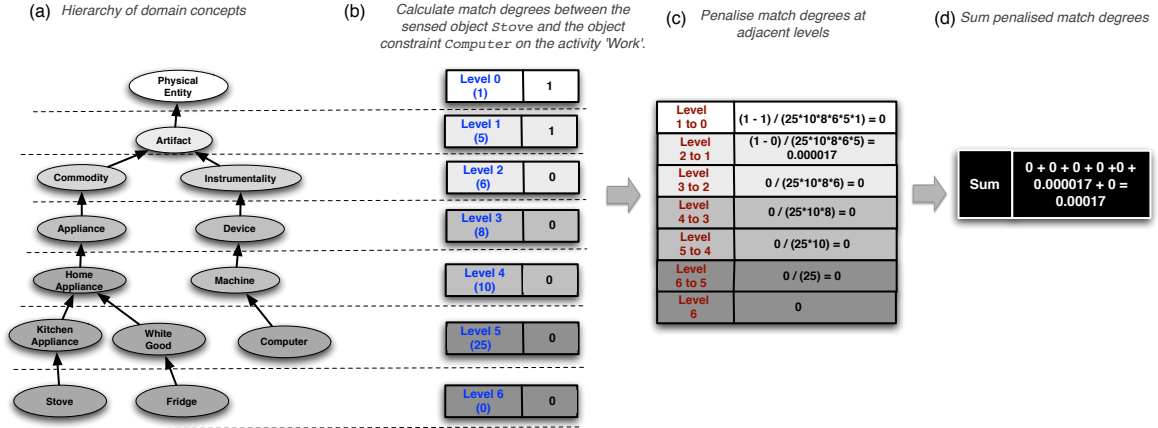 (a) Hierarchy of domain concepts
Physical
Entity
Artifact
Commodity
Instrumentality
Appliance
Device
Home
Appliance
Machine
Kitchen
Appliance
White
Good
Computer
Stove
Fridge
(b) Calculate match degrees between the
sensed object Stove and the object
constraint Computer on the activity 'Work'.
Level 0
(1)
1
Level 1
(5)
1
Level 2
(6)
0
Level 3
(8)
0
Level 4
(10)
0
Level 5
(25)
0
Level 6
(0)
0
(c) Penalise match degrees at
adjacent levels
Level
1 to 0
(1 - 1) / (25*10*8*6*5*1) = 0
Level
2 to 1
(1 - 0) / (25*10*8*6*5) =
0.000017
Level
3 to 2
0 / (25*10*8*6) = 0
Level
4 to 3
0 / (25*10*8) = 0
Level
5 to 4
0 / (25*10) = 0
Level
6 to 5
0 / (25) = 0
Level
6
0
(d) Sum penalised match degrees
Sum
0 + 0 + 0 + 0 +0 +
0.000017 + 0 =
0.00017